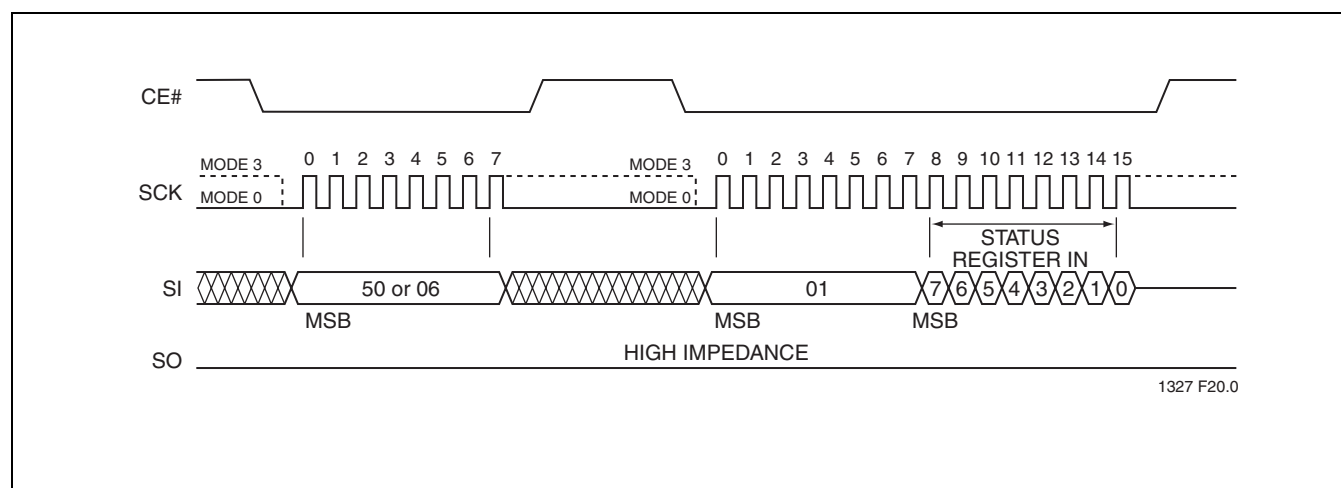 CE#
MODE 3 0 1 2 3 4 5 6 7 MODE 3 0 1 2 3 4 5 6 7 8 9 10 11 12 13 14 15
SCK MODE 0 MODE 0
STATUS
REGISTER IN
SI 50 or 06 01 7 6 5 4 3 2 1 0
MSB MSB MSB
HIGH IMPEDANCE
SO
1327 F20.0